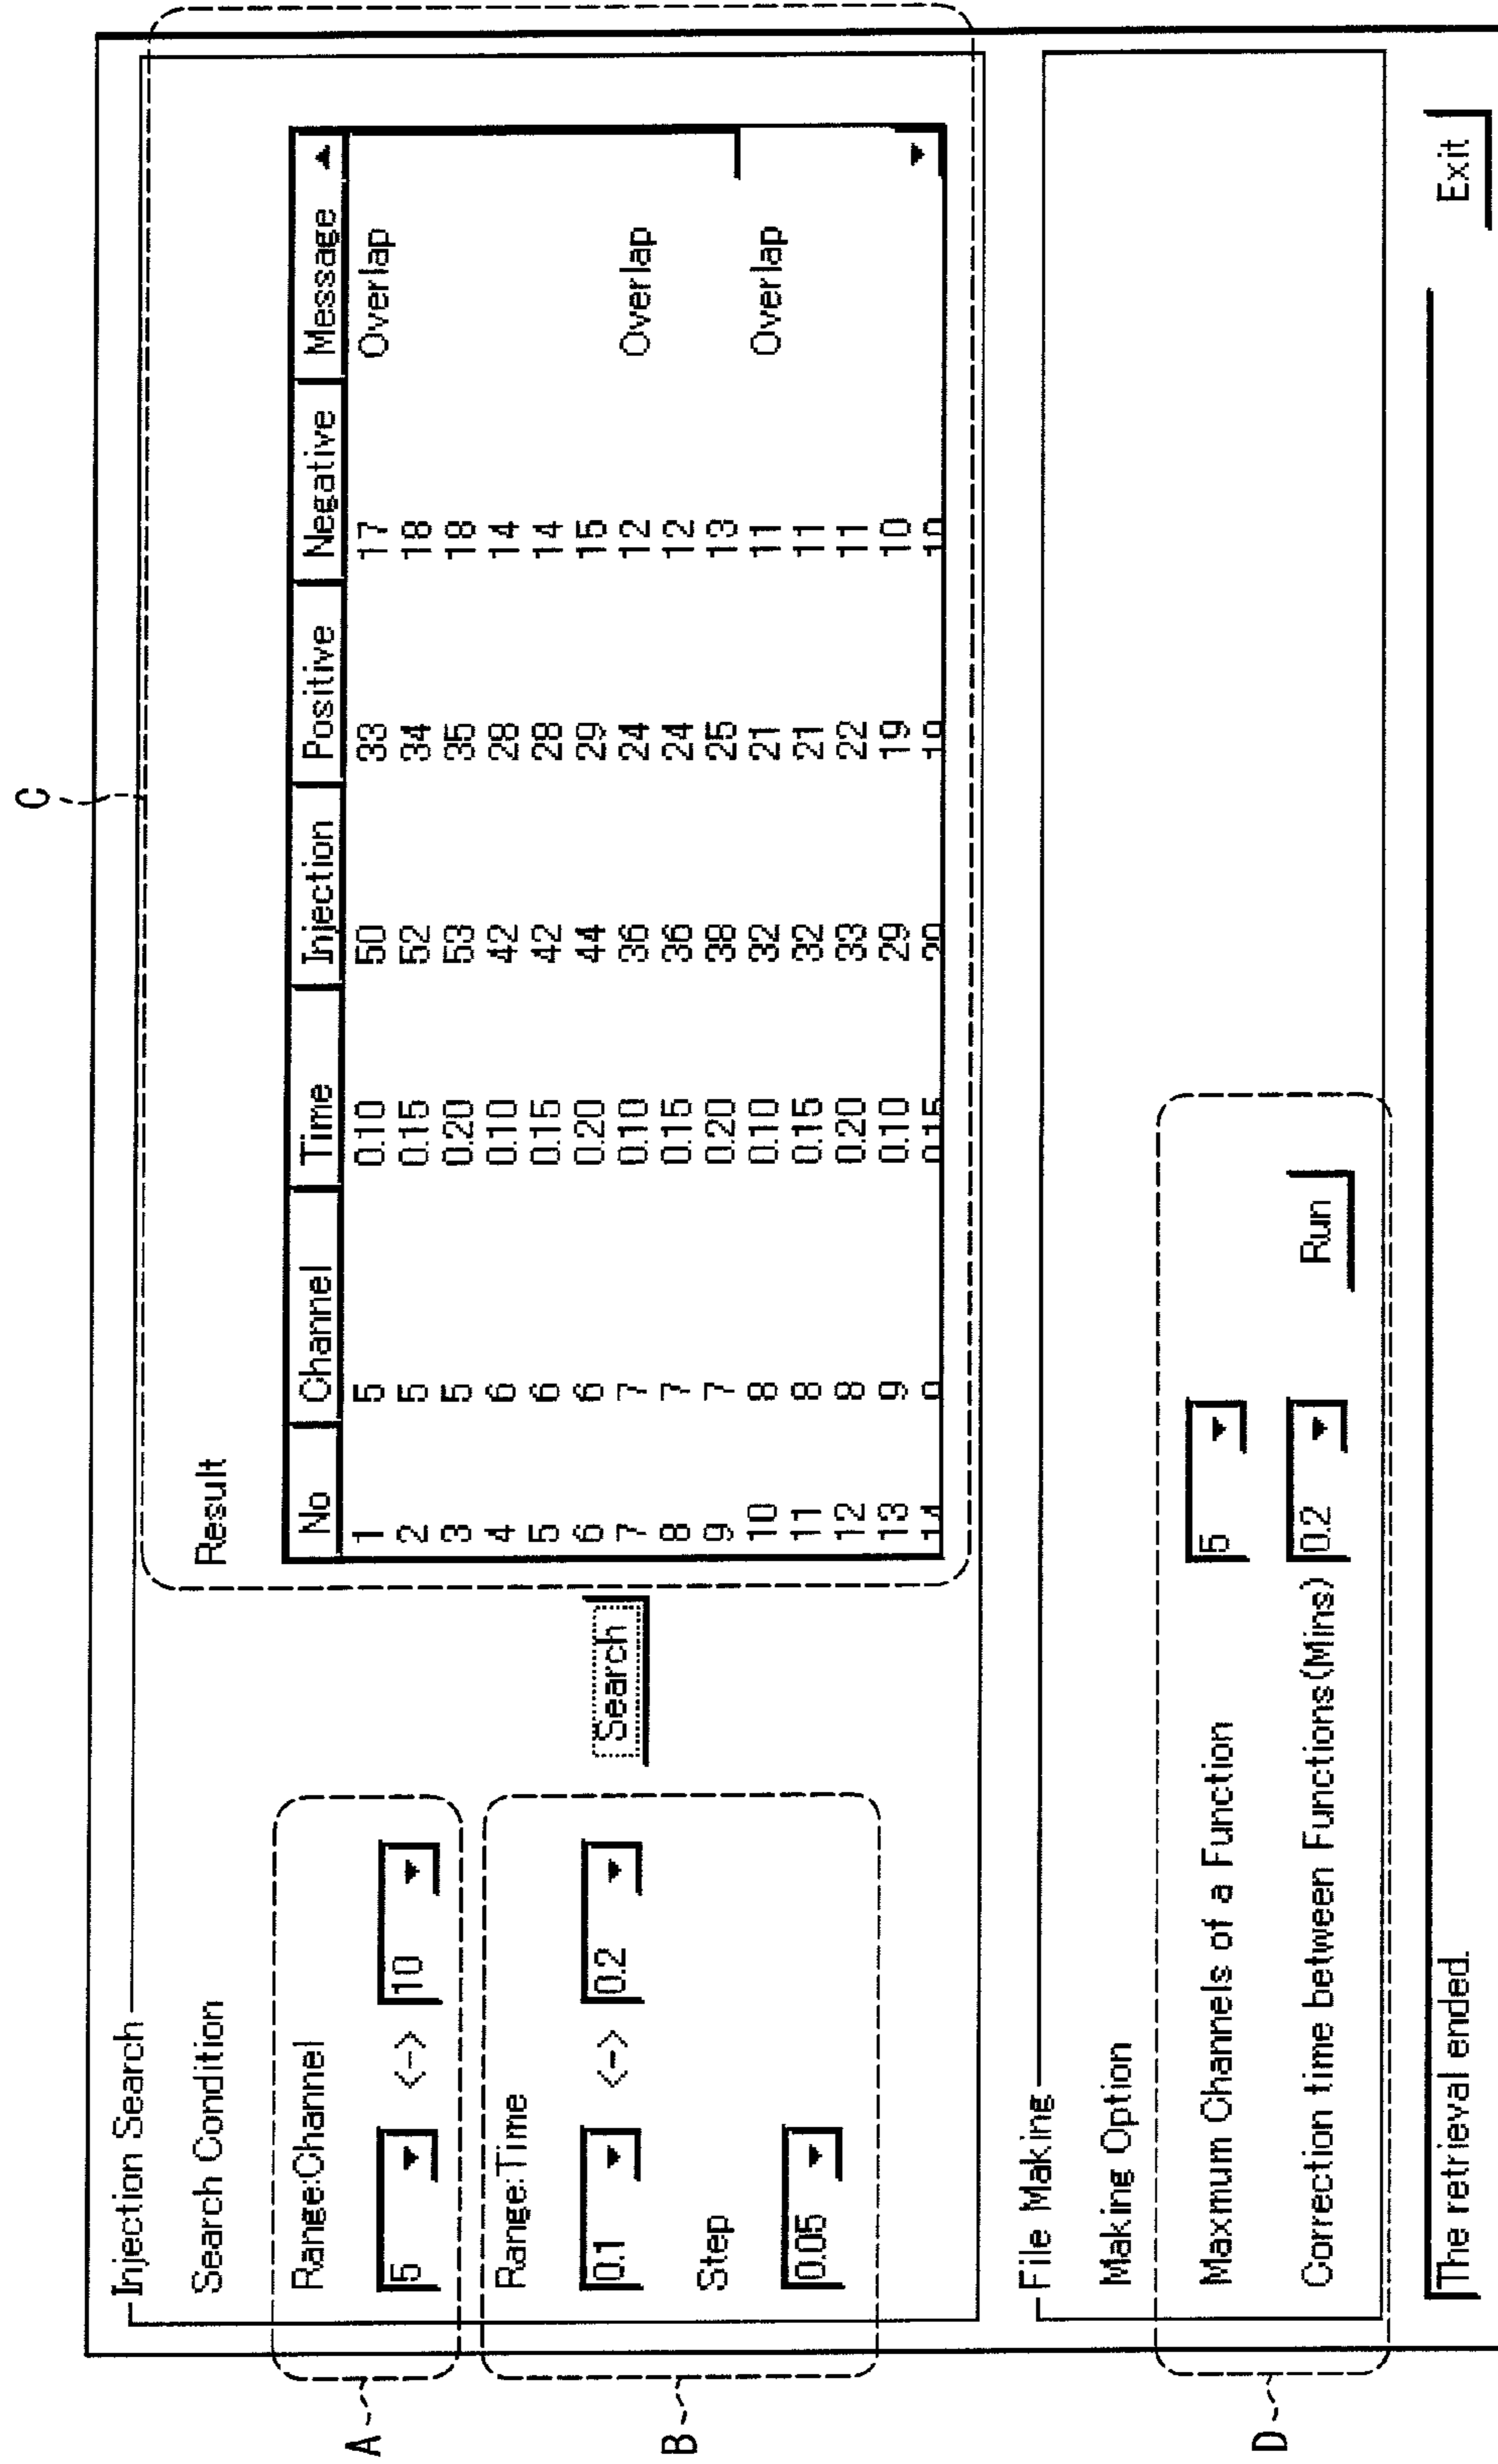 C
Injection Search
Search Condition
A
Range:Channel
5 <-> 10
B
Range:Time
0.1 <-> 0.2
Step
0.05
Search
Result
No Channel Time Injection Positive Negative Message
1 5 0.10 50 33 17 Overlap
2 5 0.15 52 34 18
3 5 0.20 53 35 18
4 6 0.10 42 28 14
5 6 0.15 42 28 14
6 6 0.20 44 29 15
7 7 0.10 36 24 12 Overlap
8 7 0.15 36 24 12
9 7 0.20 38 25 13
10 8 0.10 32 21 11 Overlap
11 8 0.15 32 21 11
12 8 0.20 33 22 11
13 9 0.10 29 19 10
14 9 0.15 29 19 10
File Making
Making Option
D
Maxmum Channels of a Function 5
Correction time between Functions(Mins) 0.2
Run
The retrieval ended.
Exit